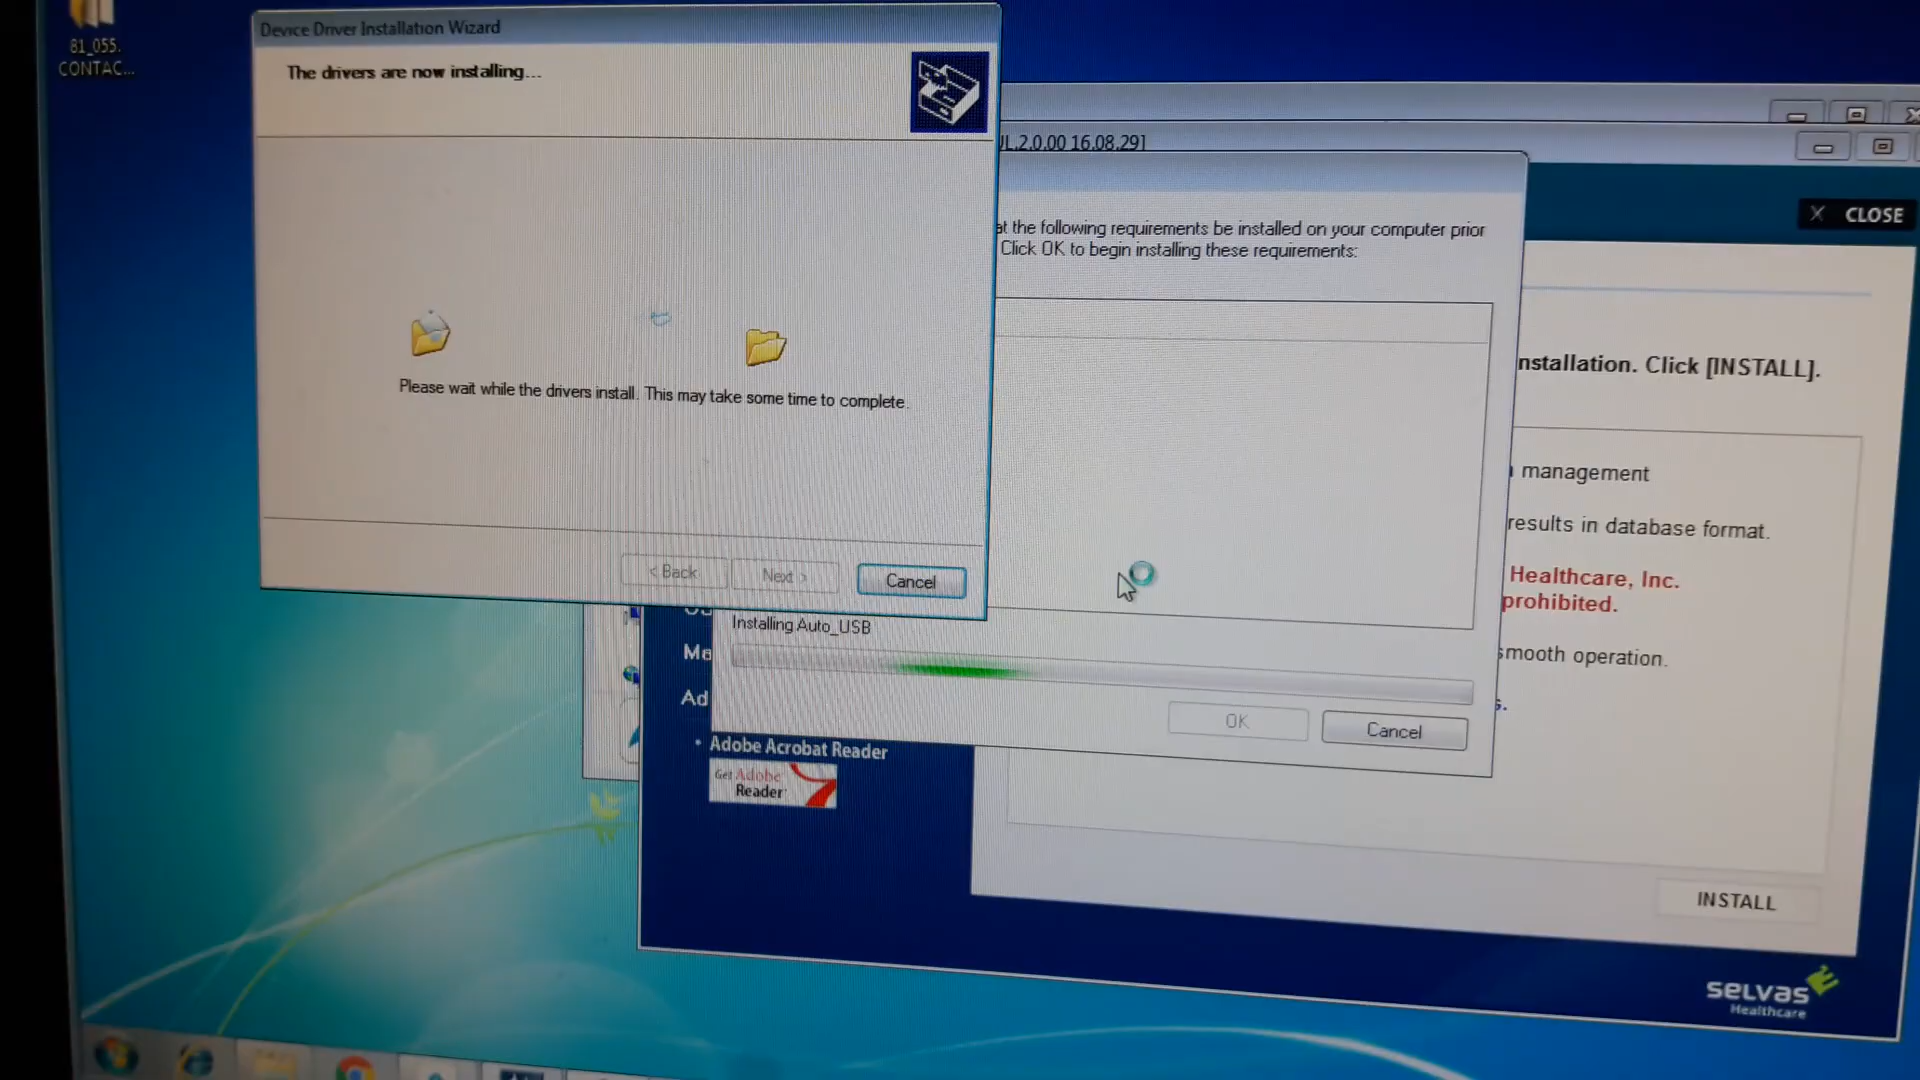 81_055.
CONTAC...
Device Driver Installation Wizard
The drivers are now installing...
Please wait while the drivers install. This may take some time to complete.
< Back
Next >
Cancel
2.0.00 16.08.29]
at the following requirements be installed on your computer prior
Click OK to begin installing these requirements:
Installing Auto_USB
OK
Cancel
X CLOSE
nstallation. Click [INSTALL].
management
results in database format.
Healthcare, Inc.
prohibited.
smooth operation.
s.
Ma
Ad
• Adobe Acrobat Reader
Get Adobe
Reader
INSTALL
SELVAS
Healthcare